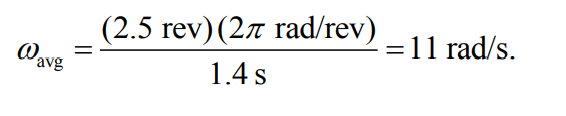 ω_avg = (2.5 rev)(2π rad/rev) / 1.4 s = 11 rad/s.